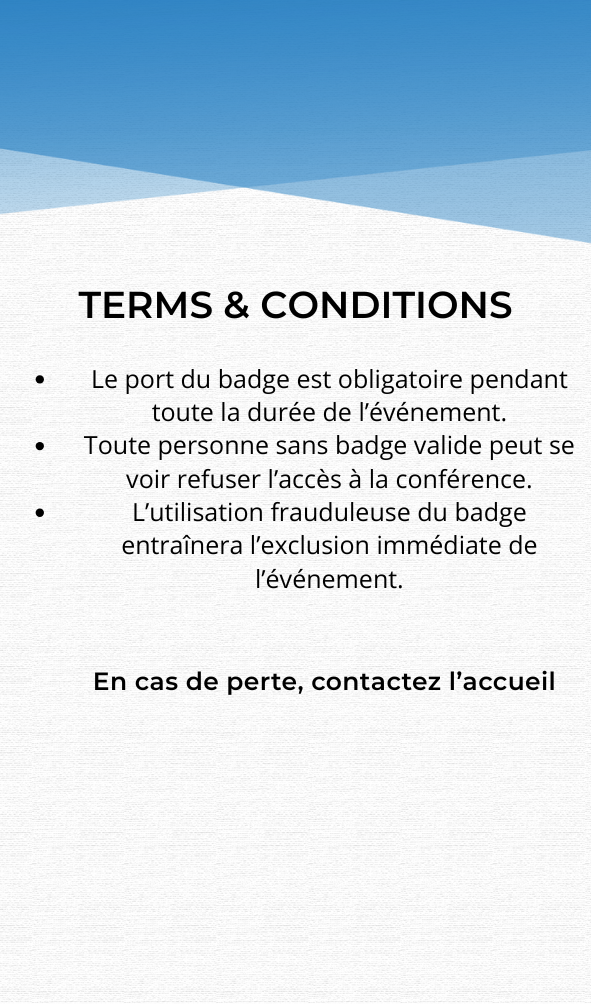 TERMS & CONDITIONS
• Le port du badge est obligatoire pendant
toute la durée de l’événement.
• Toute personne sans badge valide peut se
voir refuser l’accès à la conférence.
• L’utilisation frauduleuse du badge
entraînera l’exclusion immédiate de
l’événement.
En cas de perte, contactez l’accueil